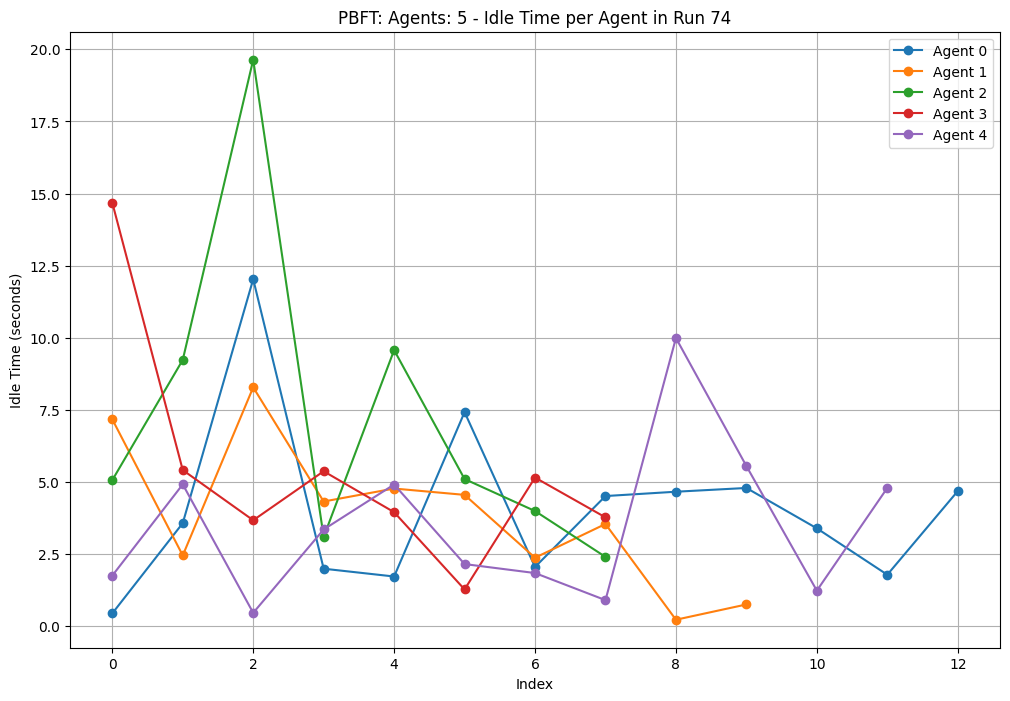 PBFT: Agents: 5 - Idle Time per Agent in Run 74
Agent 0
Agent 1
Agent 2
Agent 3
Agent 4
20.0
17.5
15.0
12.5
10.0
7.5
5.0
2.5
0.0
Idle Time (seconds)
0 2 4 6 8 10 12
Index